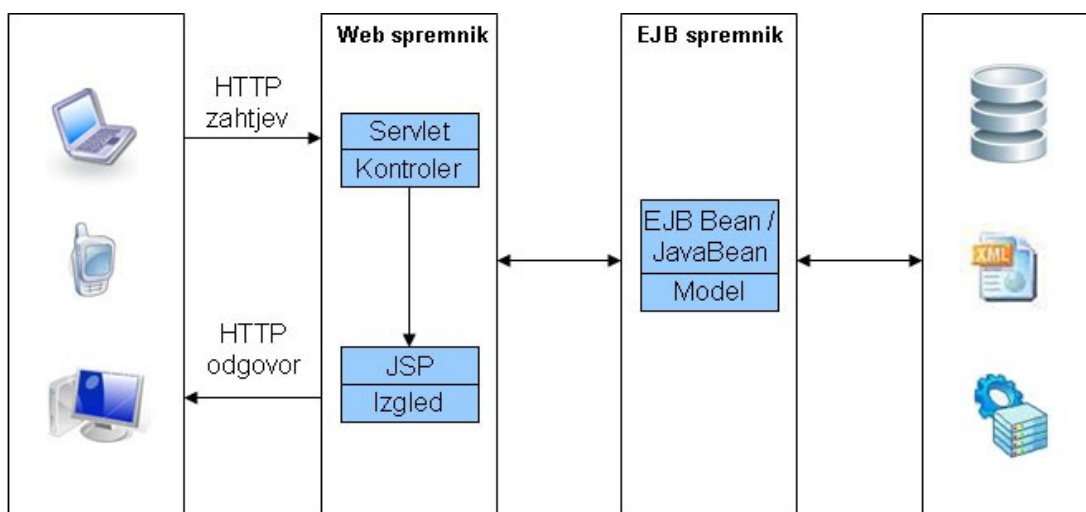 Web spremnik
EJB spremnik
HTTP
zahtjev
Servlet
Kontroler
EJB Bean /
JavaBean
Model
XML
HTTP
odgovor
JSP
Izgled